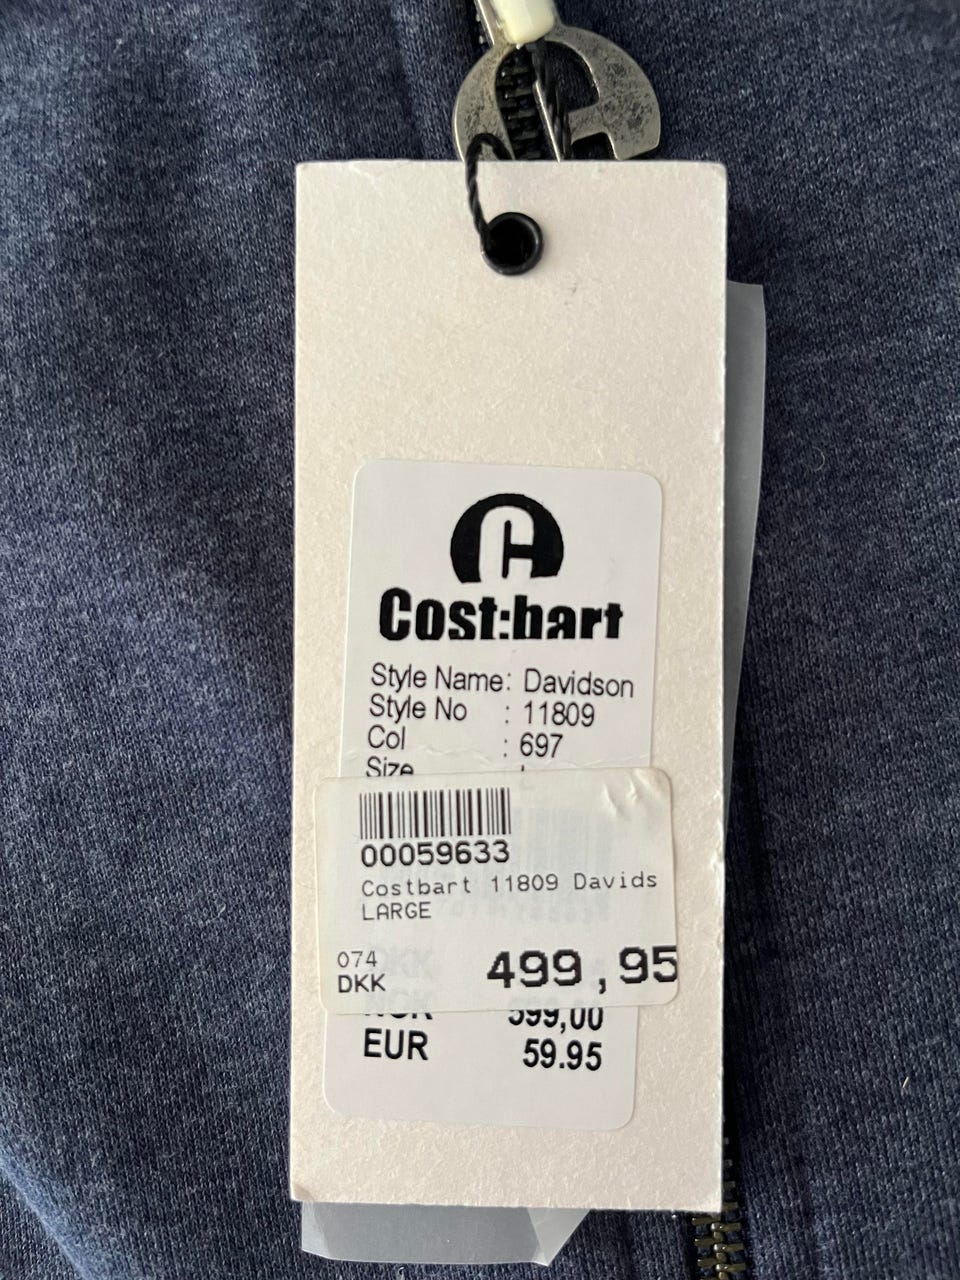 Cost:bart
Style Name: Davidson
Style No : 11809
Col : 697
Size : L
00059633
Costbart 11809 Davids
LARGE
074
DKK 499,95
NOK 599,00
EUR 59.95